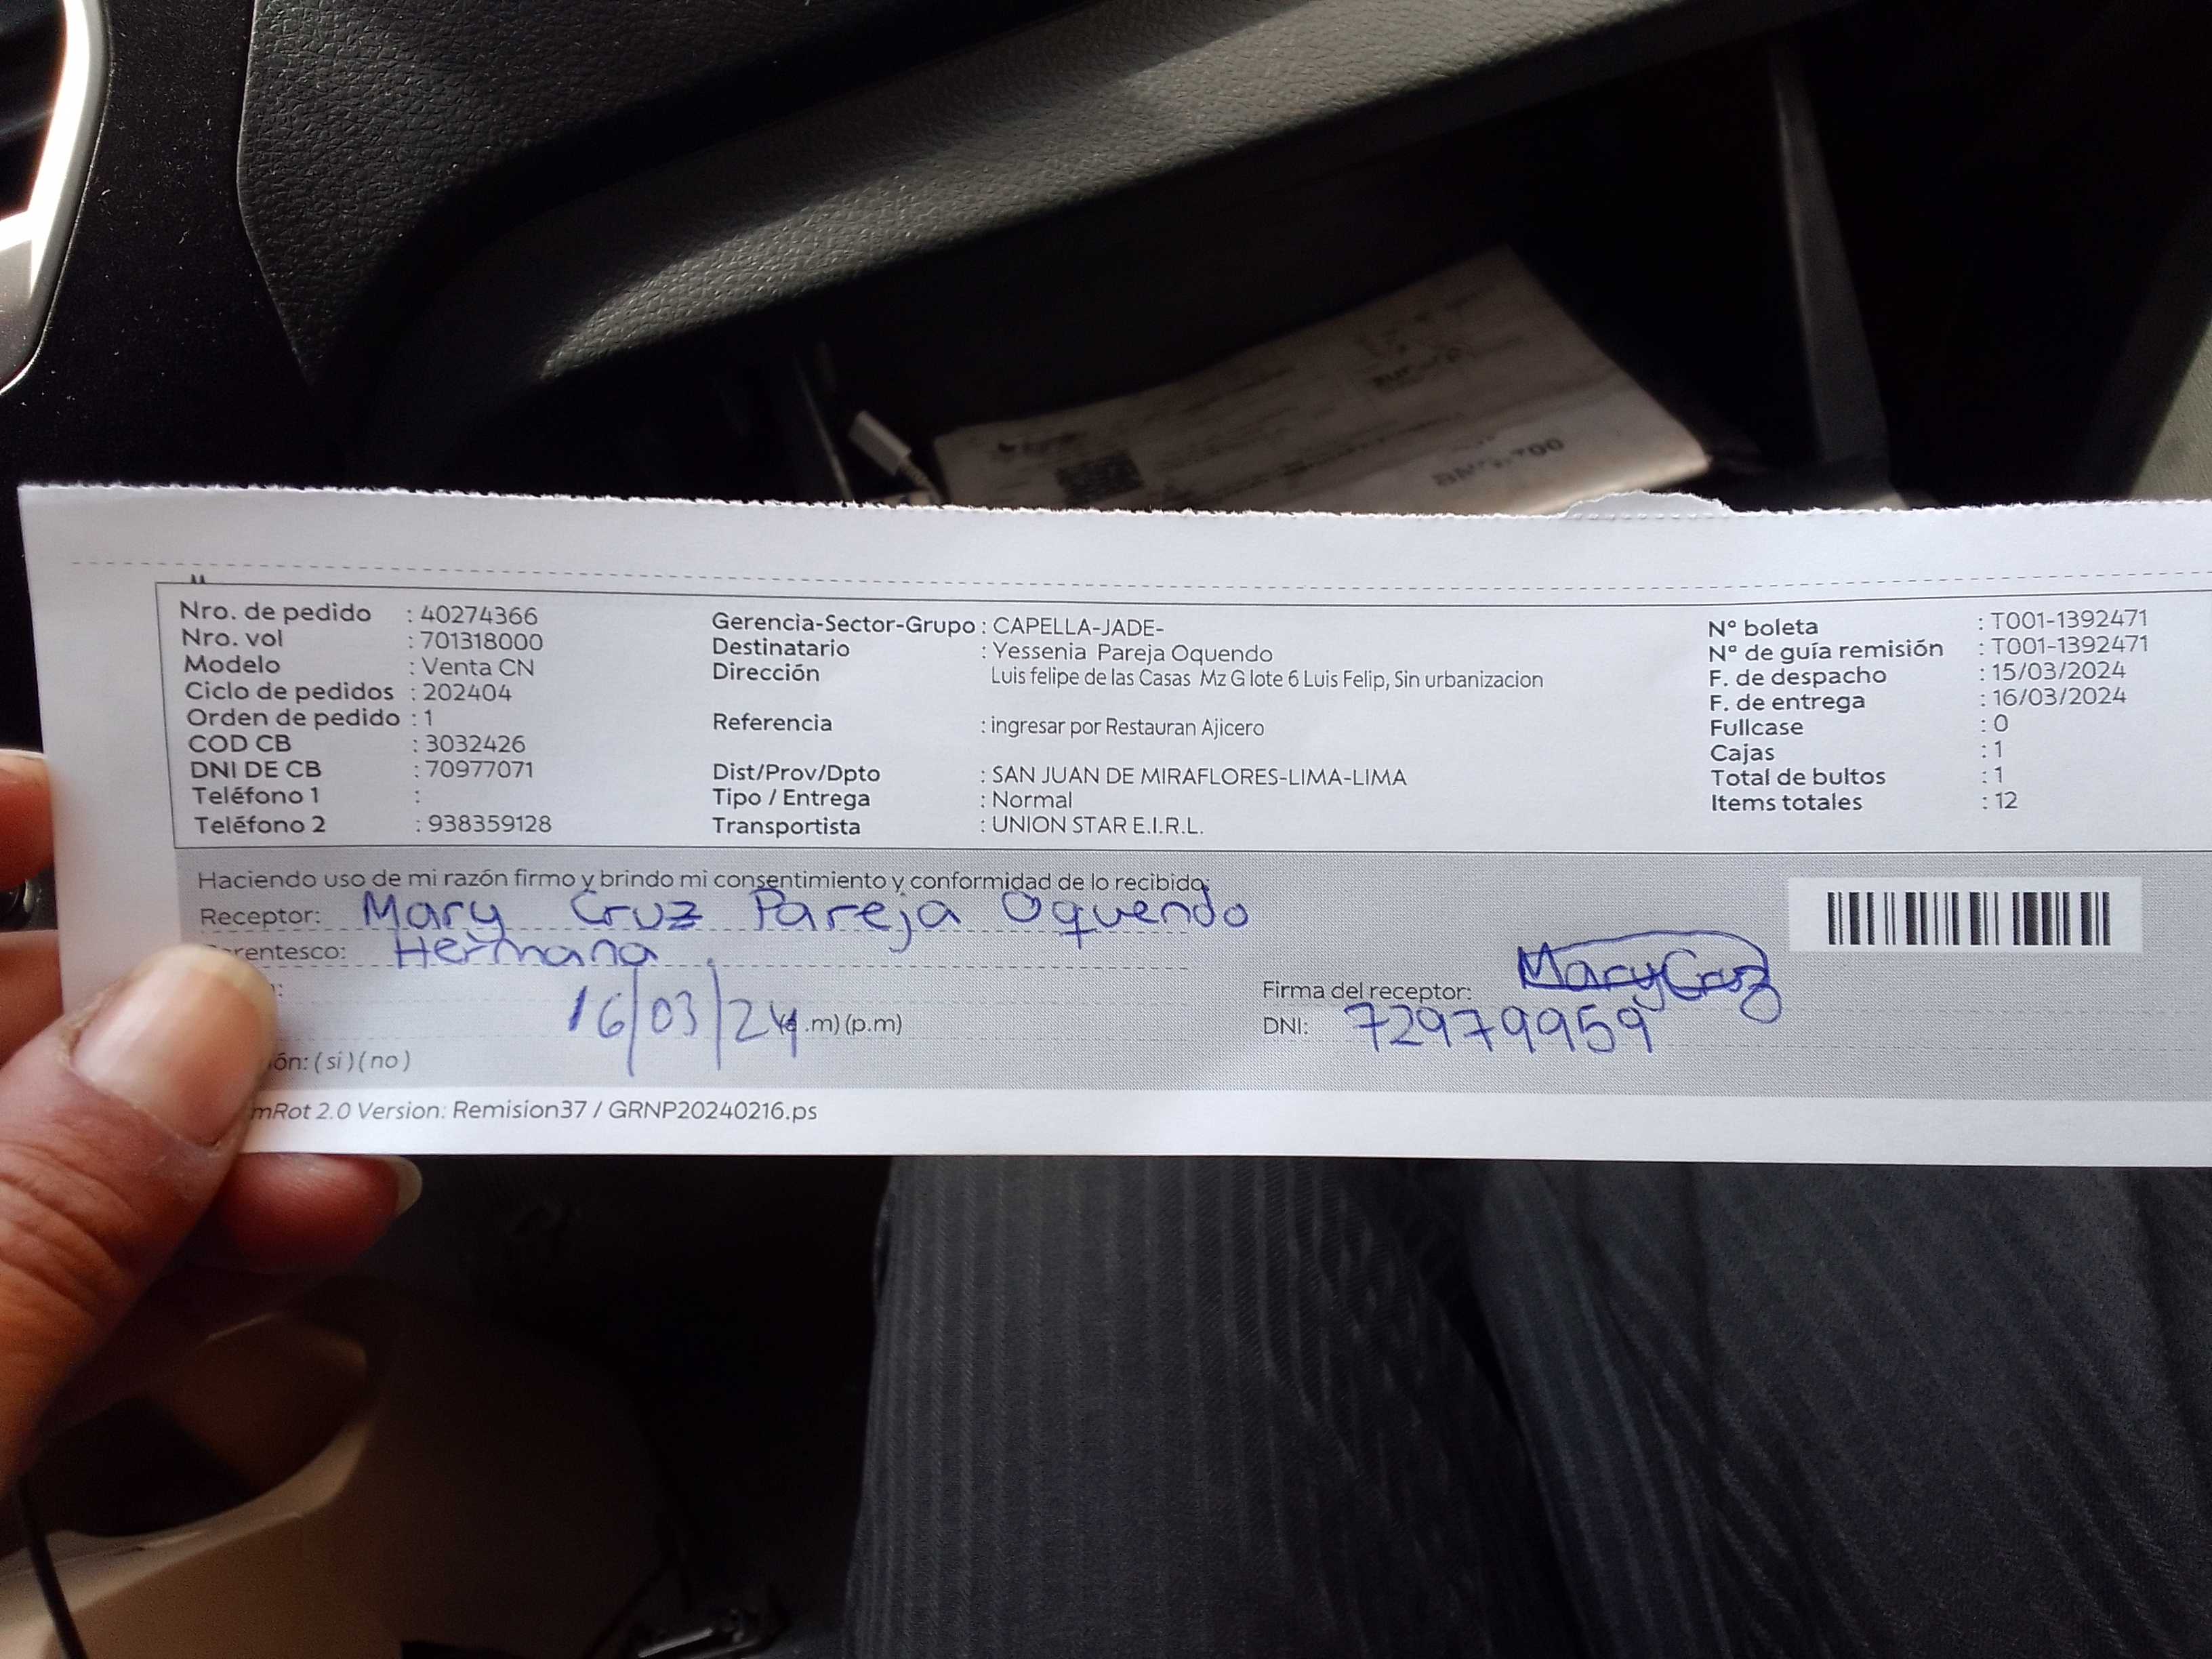 Nro. de pedido : 40274366
Nro. vol : 701318000
Modelo : Venta CN
Ciclo de pedidos : 202404
Orden de pedido : 1
COD CB : 3032426
DNI DE CB : 70977071
Teléfono 1 :
Teléfono 2 : 938359128
Gerencia-Sector-Grupo : CAPELLA-JADE-
Destinatario : Yessenia Pareja Oquendo
Dirección Luis felipe de las Casas Mz G lote 6 Luis Felip, Sin urbanizacion
Referencia : ingresar por Restauran Ajicero
Dist/Prov/Dpto : SAN JUAN DE MIRAFLORES-LIMA-LIMA
Tipo / Entrega : Normal
Transportista : UNION STAR E.I.R.L.
N° boleta : T001-1392471
N° de guía remisión : T001-1392471
F. de despacho : 15/03/2024
F. de entrega : 16/03/2024
Fullcase : 0
Cajas : 1
Total de bultos : 1
Items totales : 12
Haciendo uso de mi razón firmo y brindo mi consentimiento y conformidad de lo recibido:
Receptor: Mary Cruz Pareja Oquendo
rentesco: Hermana
16/03/24 .m) (p.m)
ón: (si) (no)
Firma del receptor: MaryCruz
DNI: 72979959
mRot 2.0 Version: Remision37 / GRNP20240216.ps